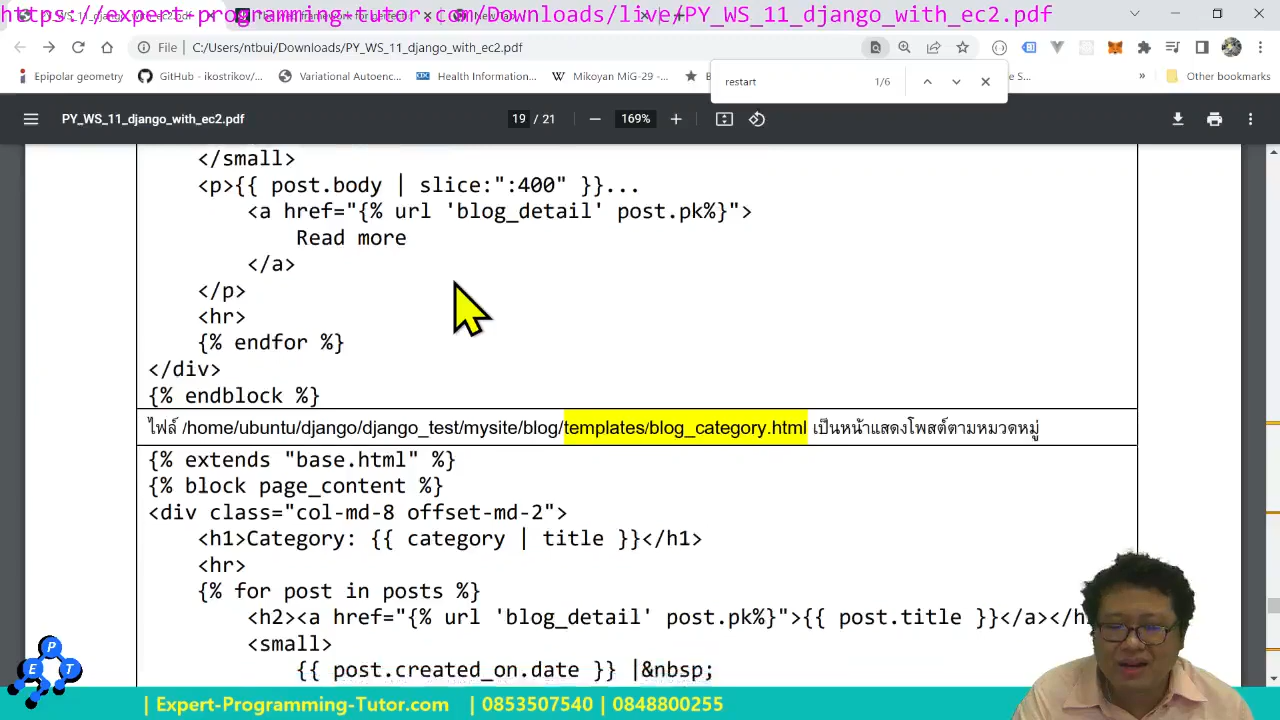 https://expert-programming-tutor.com/Downloads/live/PY_WS_11_django_with_ec2.pdf
File | C:/Users/ntbui/Downloads/PY_WS_11_django_with_ec2.pdf
Epipolar geometry
GitHub - ikostrikov/...
Variational Autoenc...
Health Information...
Mikoyan MiG-29 -...
» Other bookmarks
restart 1/6
PY_WS_11_django_with_ec2.pdf
19 / 21
169%
</small>
<p>{{ post.body | slice:":400" }}...
<a href="{% url 'blog_detail' post.pk%}">
Read more
</a>
</p>
<hr>
{% endfor %}
</div>
{% endblock %}
ไฟล์ /home/ubuntu/django/django_test/mysite/blog/templates/blog_category.html เป็นหน้าแสดงโพสต์ตามหมวดหมู่
{% extends "base.html" %}
{% block page_content %}
<div class="col-md-8 offset-md-2">
<h1>Category: {{ category | title }}</h1>
<hr>
{% for post in posts %}
<h2><a href="{% url 'blog_detail' post.pk%}">{{ post.title }}</a></h
<small>
{{ post.created_on.date }} |&nbsp;
E P T
| Expert-Programming-Tutor.com | 0853507540 | 0848800255